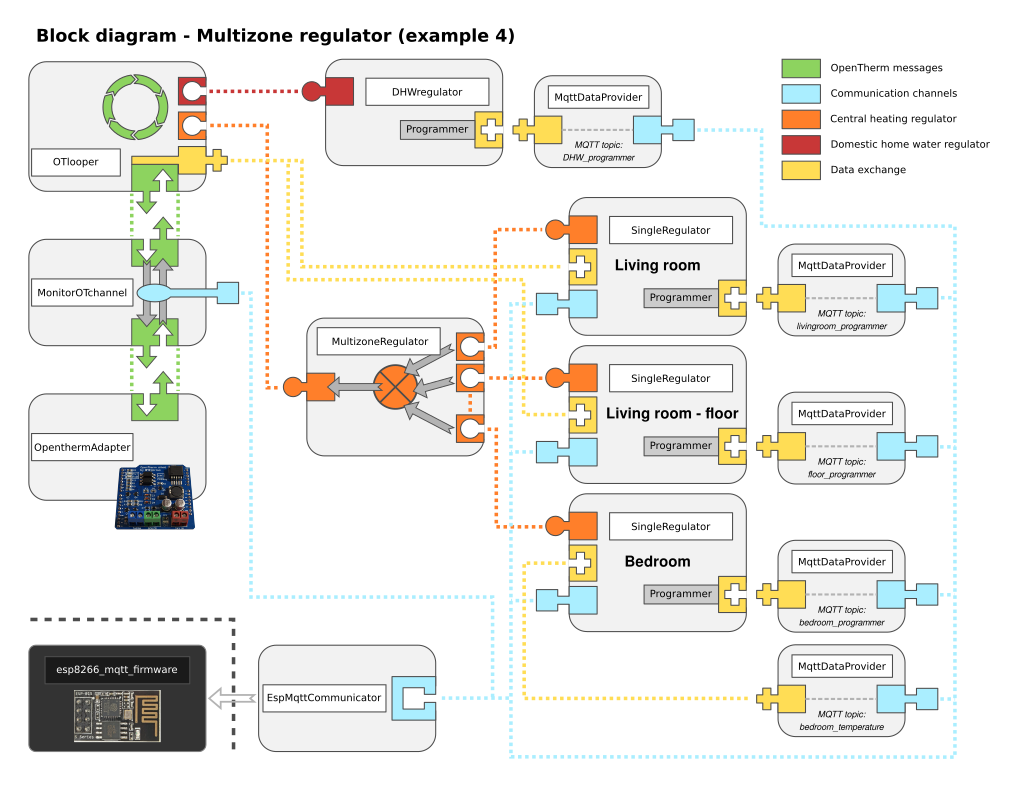 Block diagram - Multizone regulator (example 4)
OpenTherm messages
Communication channels
Central heating regulator
Domestic home water regulator
Data exchange
DHWregulator
Programmer
MqttDataProvider
MQTT topic:
DHW_programmer
OTlooper
MonitorOTchannel
OpenthermAdapter
MultizoneRegulator
SingleRegulator
Living room
Programmer
MqttDataProvider
MQTT topic:
livingroom_programmer
SingleRegulator
Living room - floor
Programmer
MqttDataProvider
MQTT topic:
floor_programmer
SingleRegulator
Bedroom
Programmer
MqttDataProvider
MQTT topic:
bedroom_programmer
MqttDataProvider
MQTT topic:
bedroom_temperature
esp8266_mqtt_firmware
EspMqttCommunicator